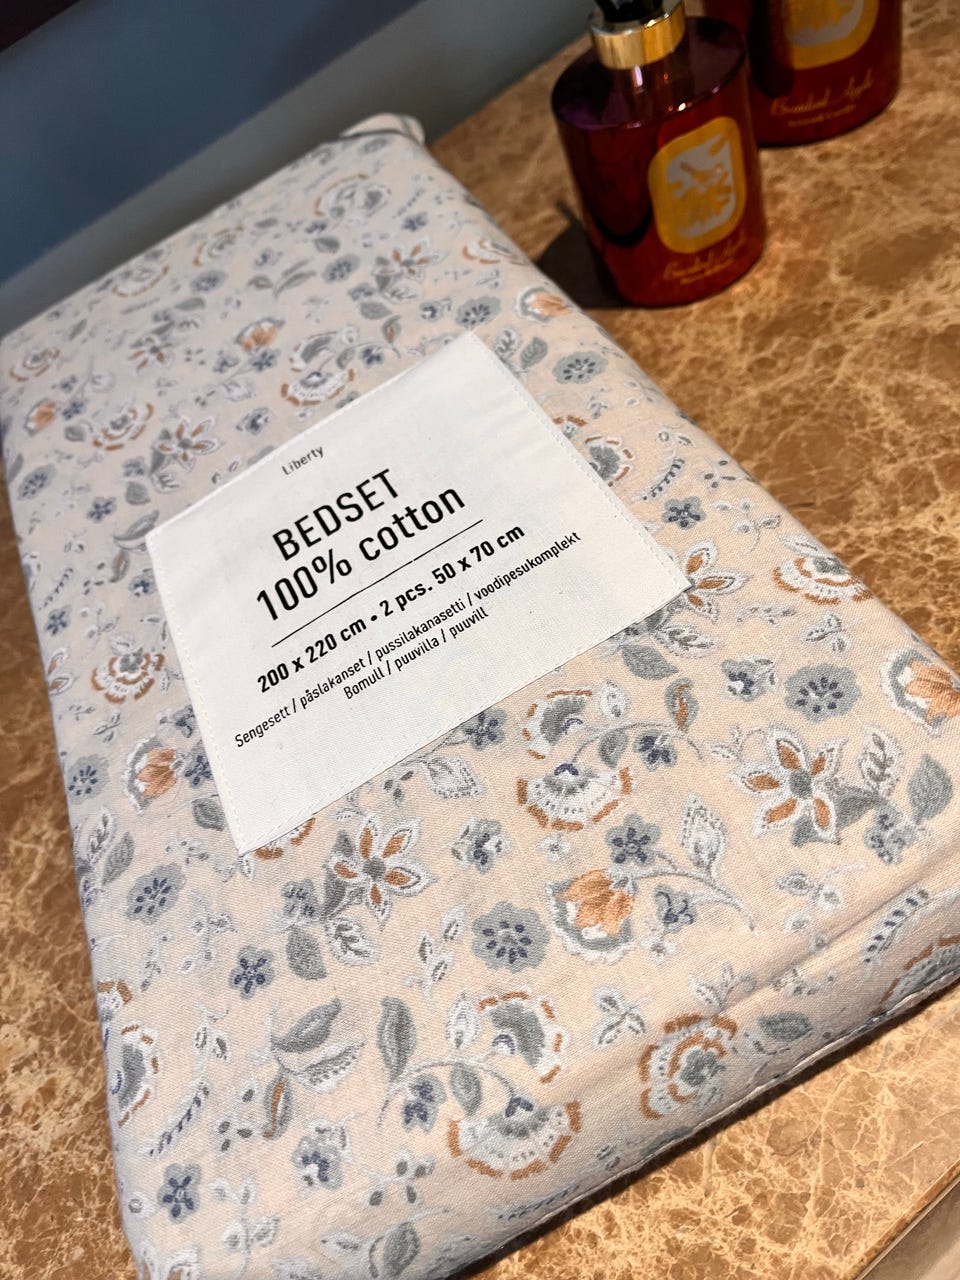 Liberty
BEDSET
100% cotton
200 x 220 cm • 2 pcs. 50 x 70 cm
Sengesett / påslakanset / pussilakanasetti / voodipesukomplekt
Bomull / puuvilla / puuvill